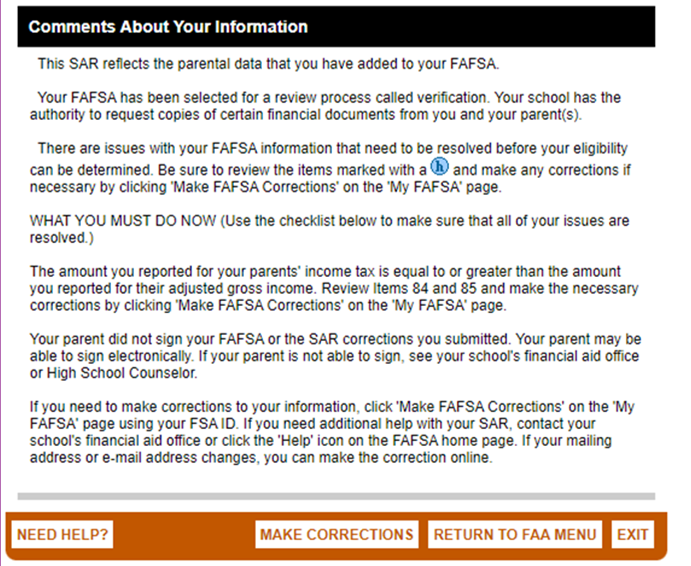 Comments About Your Information
This SAR reflects the parental data that you have added to your FAFSA.
Your FAFSA has been selected for a review process called verification. Your school has the
authority to request copies of certain financial documents from you and your parent(s).
There are issues with your FAFSA information that need to be resolved before your eligibility
can be determined. Be sure to review the items marked with a h and make any corrections if
necessary by clicking 'Make FAFSA Corrections' on the 'My FAFSA' page.
WHAT YOU MUST DO NOW (Use the checklist below to make sure that all of your issues are
resolved.)
The amount you reported for your parents' income tax is equal to or greater than the amount
you reported for their adjusted gross income. Review Items 84 and 85 and make the necessary
corrections by clicking 'Make FAFSA Corrections' on the 'My FAFSA' page.
Your parent did not sign your FAFSA or the SAR corrections you submitted. Your parent may be
able to sign electronically. If your parent is not able to sign, see your school's financial aid office
or High School Counselor.
If you need to make corrections to your information, click 'Make FAFSA Corrections' on the 'My
FAFSA' page using your FSA ID. If you need additional help with your SAR, contact your
school's financial aid office or click the 'Help' icon on the FAFSA home page. If your mailing
address or e-mail address changes, you can make the correction online.
NEED HELP? MAKE CORRECTIONS RETURN TO FAA MENU EXIT